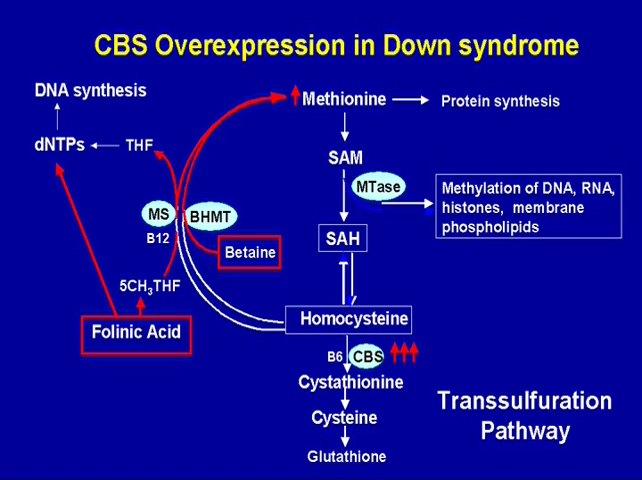 CBS Overexpression in Down syndrome
DNA synthesis
Methionine
Protein synthesis
dNTPs
THF
SAM
MTase
Methylation of DNA, RNA,
histones, membrane
phospholipids
MS
BHMT
B12
Betaine
SAH
5CH₃THF
Folinic Acid
Homocysteine
B6
CBS
Cystathionine
Cysteine
Glutathione
Transsulfuration
Pathway